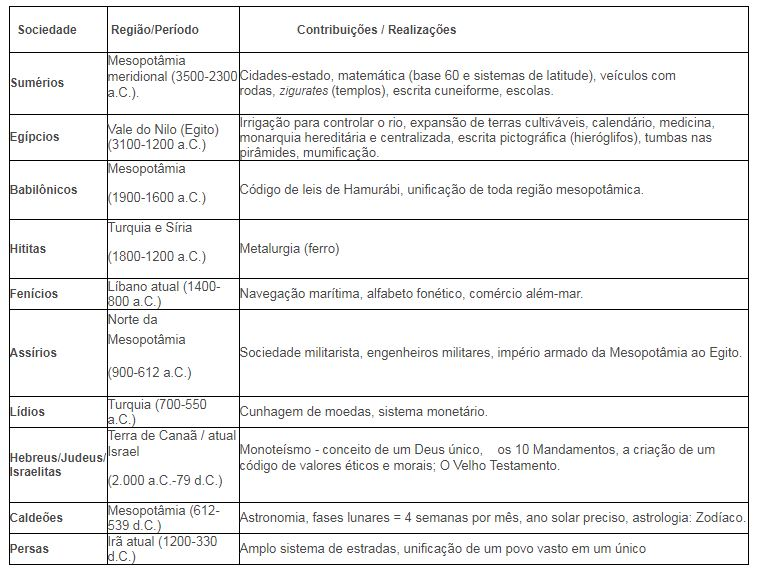 Sociedade Região/Período Contribuições / Realizações
Sumérios
Mesopotâmia
meridional (3500-2300
a.C.).
Cidades-estado, matemática (base 60 e sistemas de latitude), veículos com
rodas, zigurates (templos), escrita cuneiforme, escolas.
Egípcios
Vale do Nilo (Egito)
(3100-1200 a.C.)
Irrigação para controlar o rio, expansão de terras cultiváveis, calendário, medicina,
monarquia hereditária e centralizada, escrita pictográfica (hieróglifos), tumbas nas
pirâmides, mumificação.
Babilônicos
Mesopotâmia
(1900-1600 a.C.)
Código de leis de Hamurábi, unificação de toda região mesopotâmica.
Hititas
Turquia e Síria
(1800-1200 a.C.)
Metalurgia (ferro)
Fenícios
Líbano atual (1400-
800 a.C.)
Navegação marítima, alfabeto fonético, comércio além-mar.
Assírios
Norte da
Mesopotâmia
(900-612 a.C.)
Sociedade militarista, engenheiros militares, império armado da Mesopotâmia ao Egito.
Lídios
Turquia (700-550
a.C.)
Cunhagem de moedas, sistema monetário.
Hebreus/Judeus/
Israelitas
Terra de Canaã / atual
Israel
(2.000 a.C.-79 d.C.)
Monoteísmo - conceito de um Deus único, os 10 Mandamentos, a criação de um
código de valores éticos e morais; O Velho Testamento.
Caldeões
Mesopotâmia (612-
539 d.C.)
Astronomia, fases lunares = 4 semanas por mês, ano solar preciso, astrologia: Zodíaco.
Persas
Irã atual (1200-330
d.C.)
Amplo sistema de estradas, unificação de um povo vasto em um único